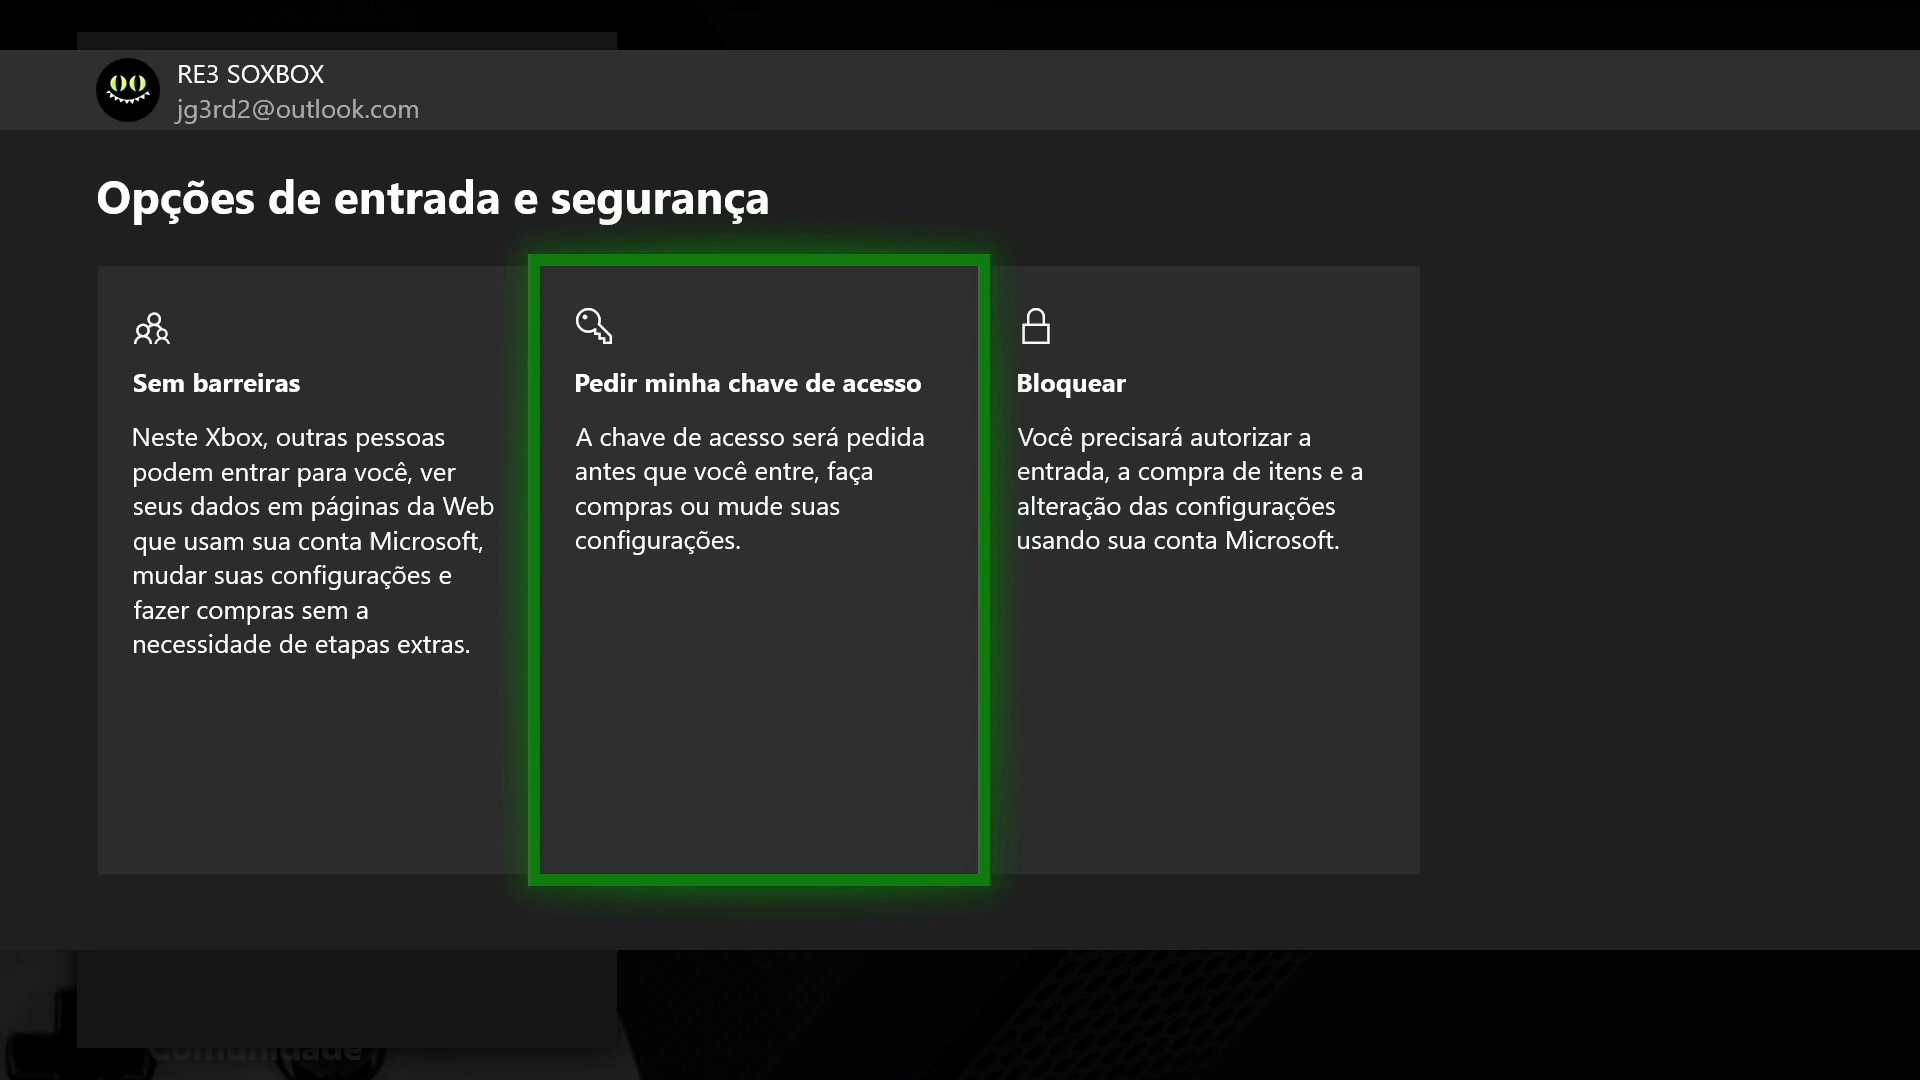 RE3 SOXBOX
jg3rd2@outlook.com
Opções de entrada e segurança
Sem barreiras
Neste Xbox, outras pessoas
podem entrar para você, ver
seus dados em páginas da Web
que usam sua conta Microsoft,
mudar suas configurações e
fazer compras sem a
necessidade de etapas extras.
Pedir minha chave de acesso
A chave de acesso será pedida
antes que você entre, faça
compras ou mude suas
configurações.
Bloquear
Você precisará autorizar a
entrada, a compra de itens e a
alteração das configurações
usando sua conta Microsoft.
Comunidade